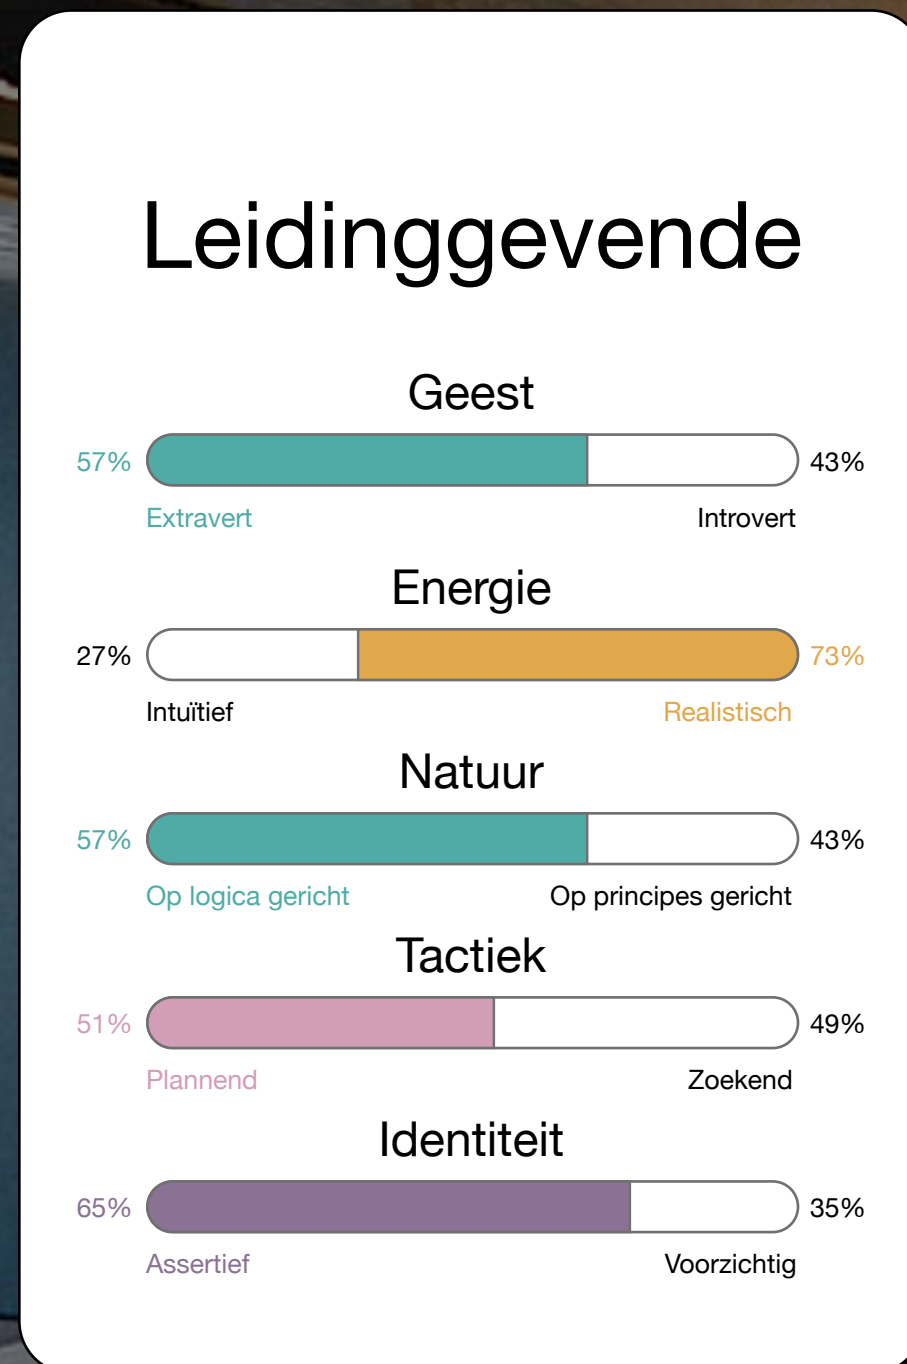 Leidinggevende
Geest
57% 43%
Extravert Introvert
Energie
27% 73%
Intuïtief Realistisch
Natuur
57% 43%
Op logica gericht Op principes gericht
Tactiek
51% 49%
Plannend Zoekend
Identiteit
65% 35%
Assertief Voorzichtig